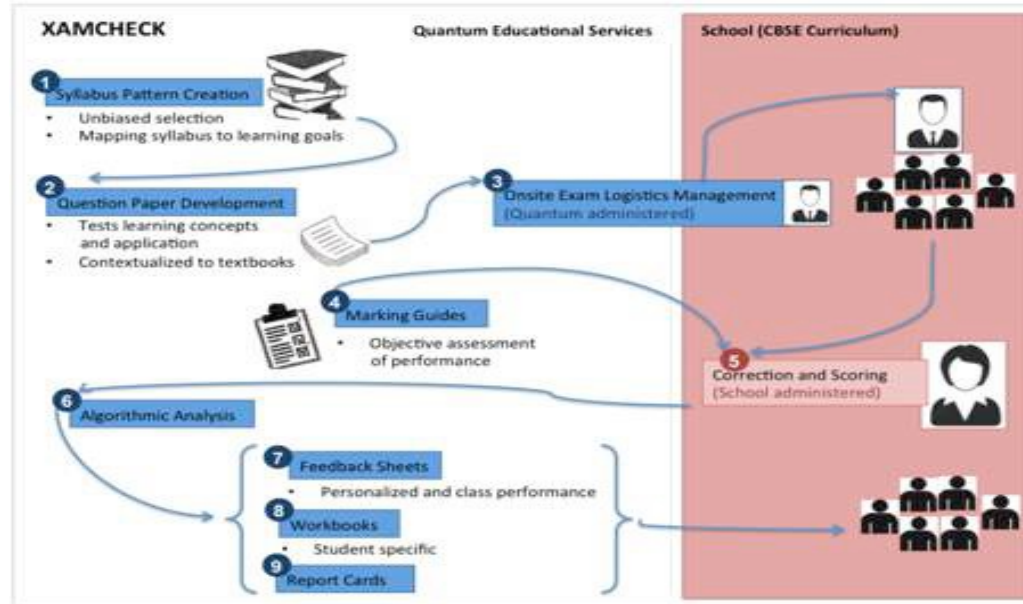 XAMCHECK
Quantum Educational Services
School (CBSE Curriculum)
1
Syllabus Pattern Creation
• Unbiased selection
• Mapping syllabus to learning goals
2
Question Paper Development
• Tests learning concepts
and application
• Contextualized to textbooks
3
Onsite Exam Logistics Management
(Quantum administered)
4
Marking Guides
• Objective assessment
of performance
5
Correction and Scoring
(School administered)
6
Algorithmic Analysis
7
Feedback Sheets
• Personalized and class performance
8
Workbooks
• Student specific
9
Report Cards